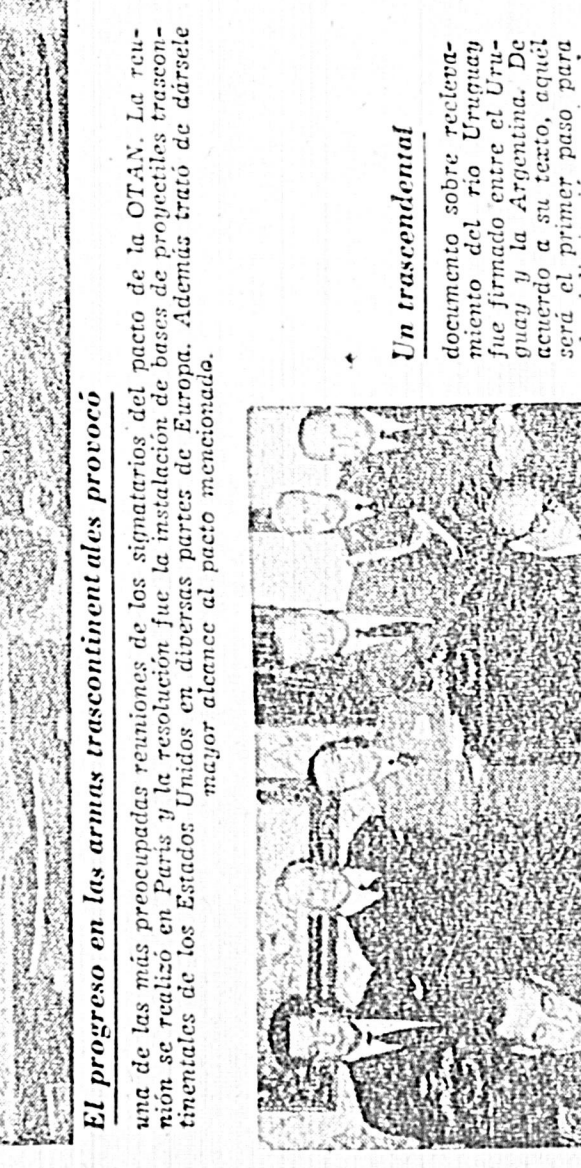 El progreso en las armas trascontinentales provocó
una de las más preocupadas reuniones de los signatarios del pacto de la OTAN. La reu-
nión se realizó en París y la resolución fue la instalación de bases de proyectiles trascon-
tinentales de los Estados Unidos en diversas partes de Europa. Además trató de dársele
mayor alcance al pacto mencionado.
Un trascendental
documento sobre releva-
miento del río Uruguay
fue firmado entre el Uru-
guay y la Argentina. De
acuerdo a su texto, aquél
será el primer paso para